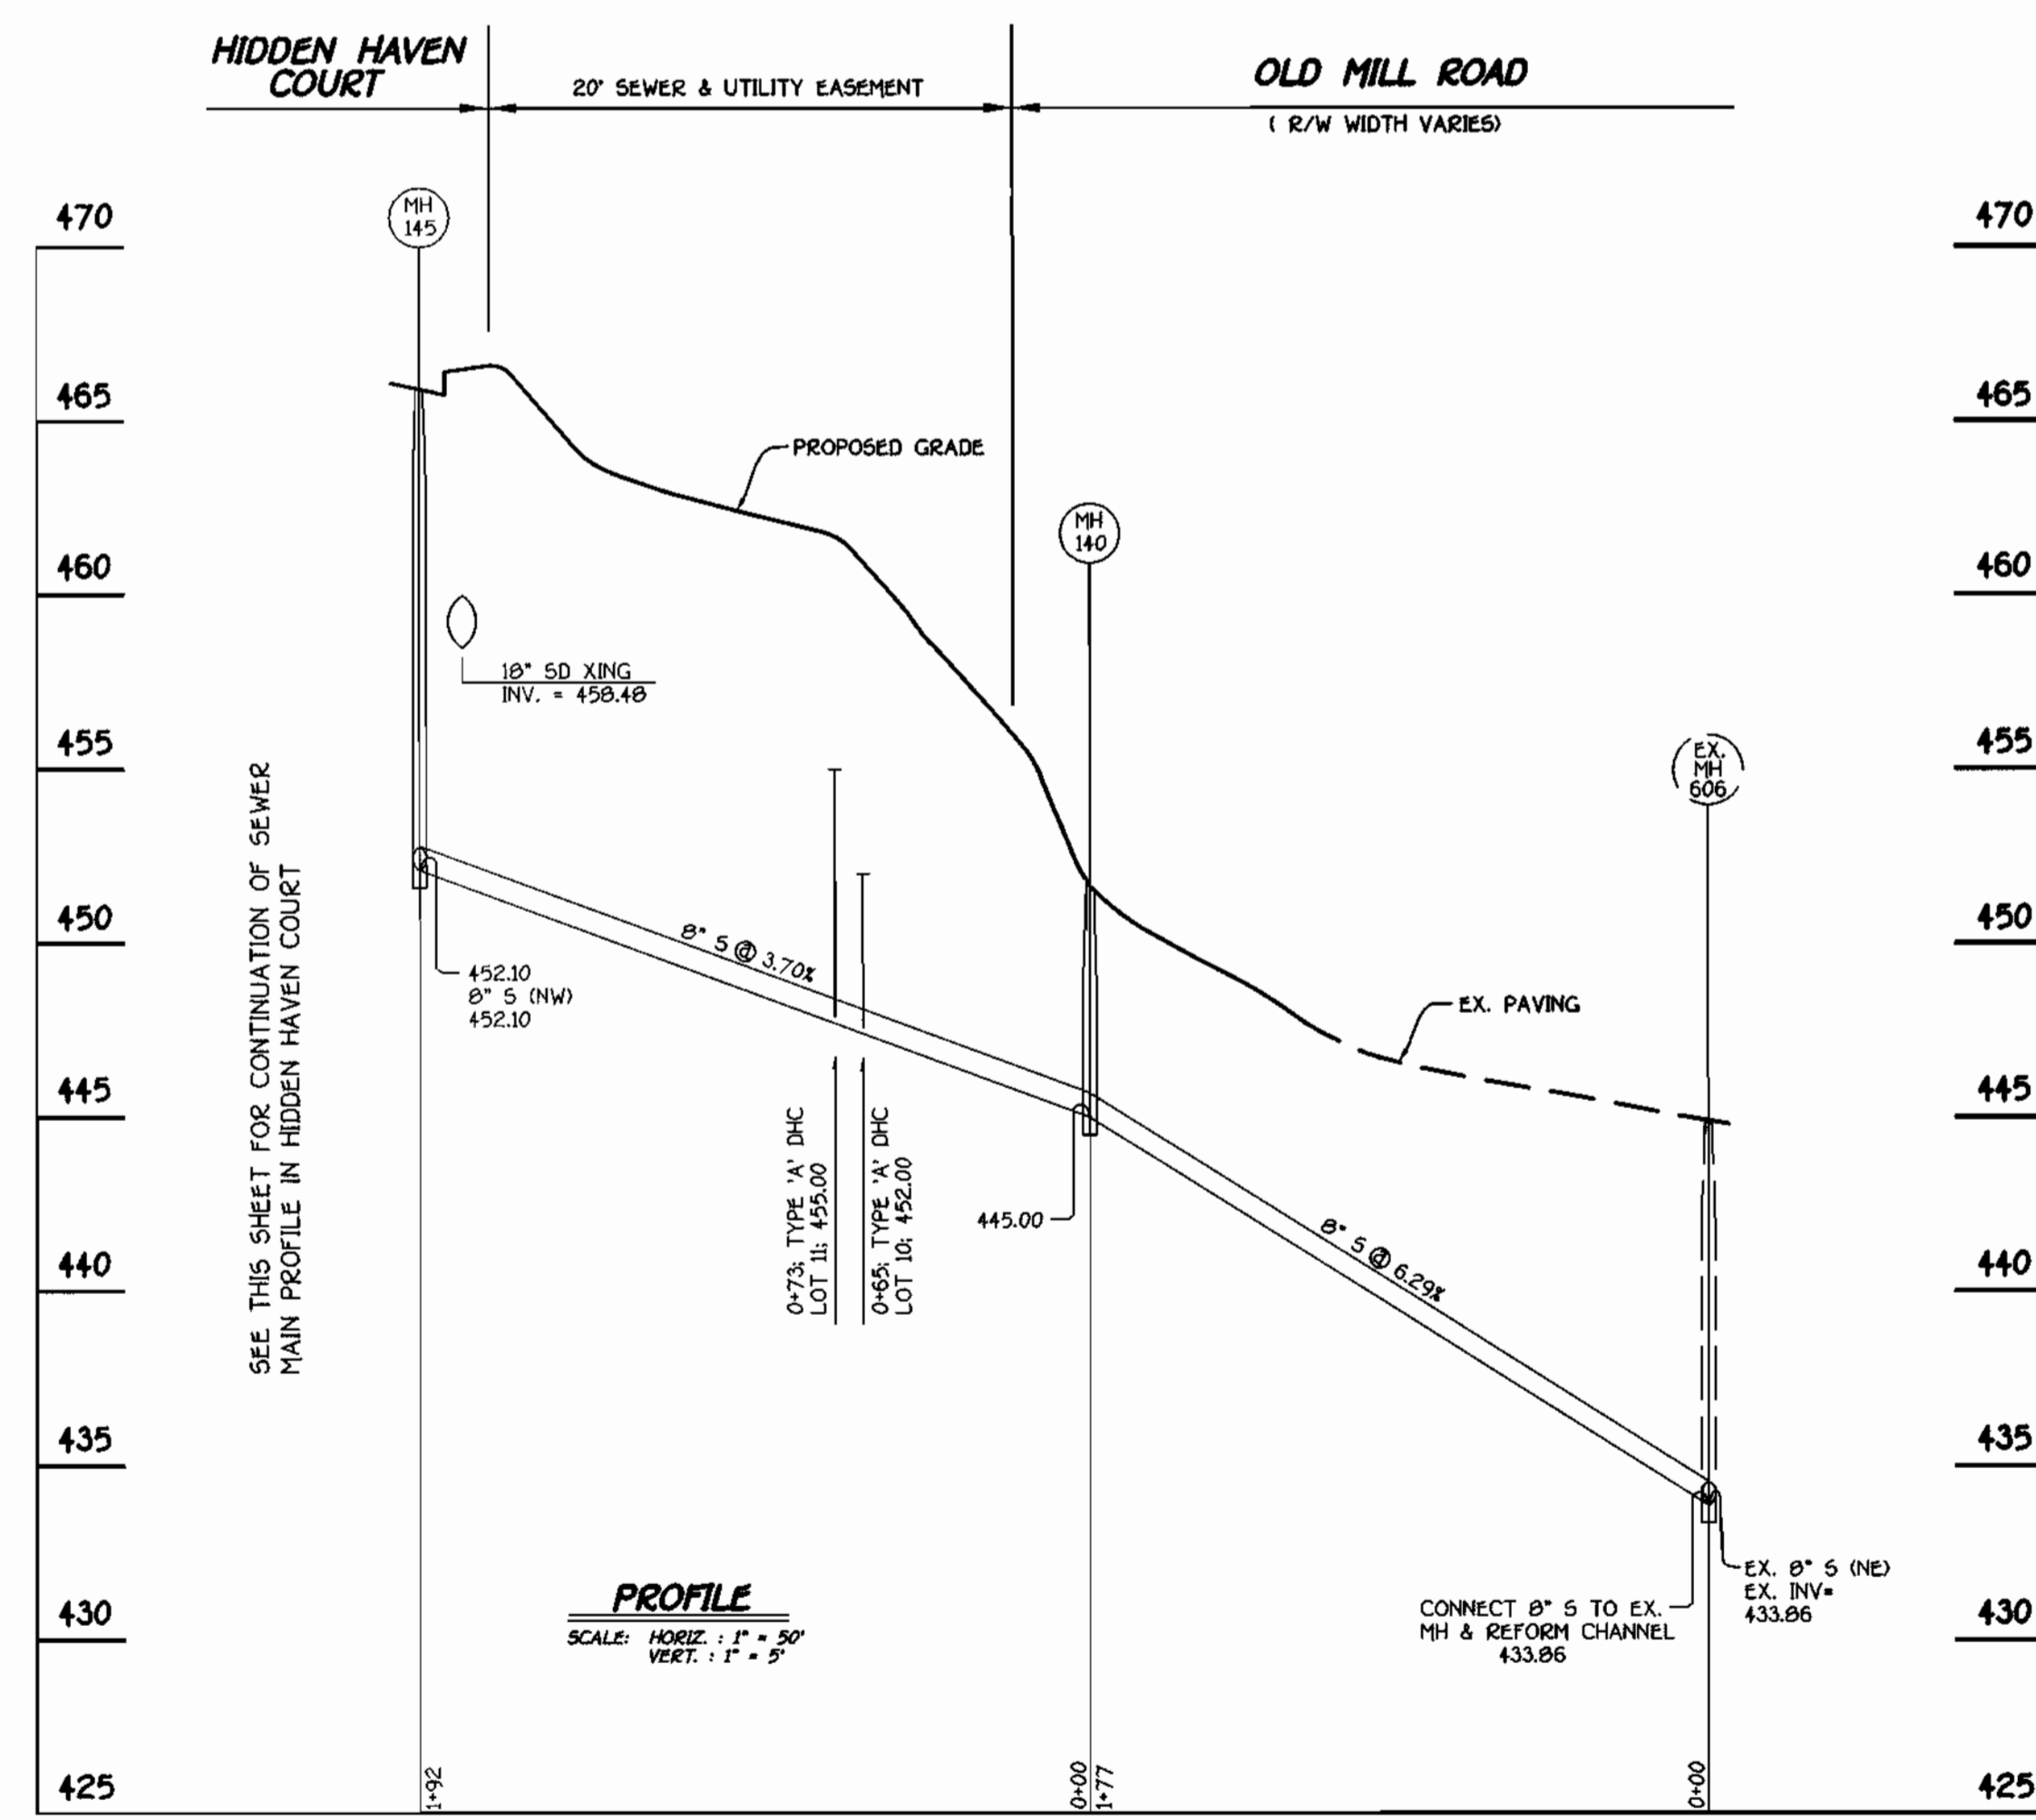 HIDDEN HAVEN
COURT
20' SEWER & UTILITY EASEMENT
OLD MILL ROAD
( R/W WIDTH VARIES)
470
465
460
455
450
445
440
435
430
425
470
465
460
455
450
445
440
435
430
425
MH
145
PROPOSED GRADE
MH
140
18" SD XING
INV. = 458.48
EX.
MH
606
SEE THIS SHEET FOR CONTINUATION OF SEWER
MAIN PROFILE IN HIDDEN HAVEN COURT
8" S @ 3.70%
452.10
8" S (NW)
452.10
EX. PAVING
0+73; TYPE 'A' DHC
LOT 11; 455.00
0+65; TYPE 'A' DHC
LOT 10; 452.00
445.00
8" S @ 6.29%
PROFILE
SCALE: HORIZ. : 1" = 50'
VERT. : 1" = 5'
CONNECT 8" S TO EX.
MH & REFORM CHANNEL
433.86
EX. 8" S (NE)
EX. INV=
433.86
1+92
0+00
1+77
0+00